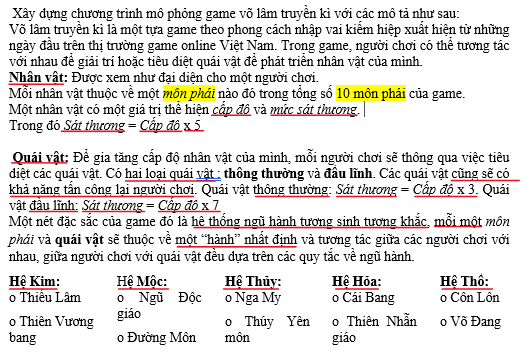 Xây dựng chương trình mô phỏng game võ lâm truyền kì với các mô tả như sau:
Võ lâm truyền kì là một tựa game theo phong cách nhập vai kiếm hiệp xuất hiện từ những
ngày đầu trên thị trường game online Việt Nam. Trong game, người chơi có thể tương tác
với nhau để giải trí hoặc tiêu diệt quái vật để phát triển nhân vật của mình.
Nhân vật: Được xem như đại diện cho một người chơi.
Mỗi nhân vật thuộc về một môn phái nào đó trong tổng số 10 môn phái của game.
Một nhân vật có một giá trị thể hiện cấp độ và mức sát thương.
Trong đó Sát thương = Cấp độ x 5
Quái vật: Để gia tăng cấp độ nhân vật của mình, mỗi người chơi sẽ thông qua việc tiêu
diệt các quái vật. Có hai loại quái vật : thông thường và đầu lĩnh. Các quái vật cũng sẽ có
khả năng tấn công lại người chơi. Quái vật thông thường: Sát thương = Cấp độ x 3. Quái
vật đầu lĩnh: Sát thương = Cấp độ x 7
Một nét đặc sắc của game đó là hệ thống ngũ hành tương sinh tương khắc, mỗi một môn
phái và quái vật sẽ thuộc về một "hành" nhất định và tương tác giữa các người chơi với
nhau, giữa người chơi với quái vật đều dựa trên các quy tắc về ngũ hành.
Hệ Kim: Hệ Mộc: Hệ Thủy: Hệ Hỏa: Hệ Thổ:
o Thiếu Lâm o Ngũ Độc o Nga My o Cái Bang o Côn Lôn
o Thiên Vương giáo o Thúy Yên o Thiên Nhẫn o Võ Đang
bang o Đường Môn môn giáo